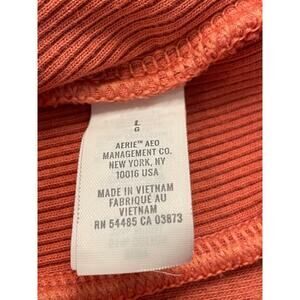 L
G
AERIE™ AEO
MANAGEMENT CO.
NEW YORK, NY
10016 USA
MADE IN VIETNAM
FABRIQUÉ AU
VIETNAM
RN 54485 CA 03873